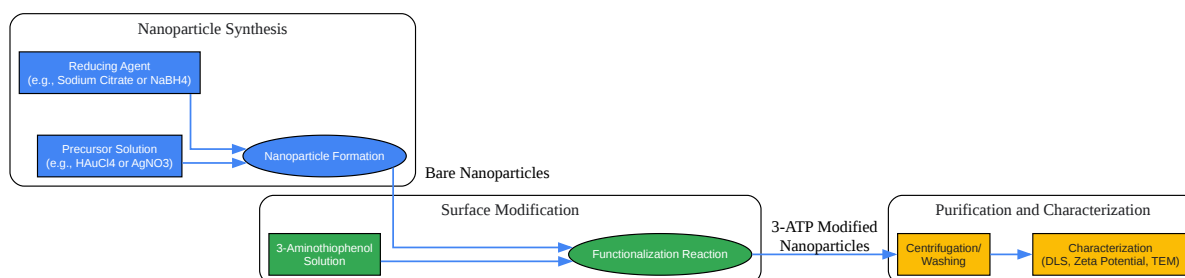 Nanoparticle Synthesis
Reducing Agent
(e.g., Sodium Citrate or NaBH4)
Precursor Solution
(e.g., HAuCl4 or AgNO3)
Nanoparticle Formation
Bare Nanoparticles
Surface Modification
3-Aminothiophenol
Solution
Functionalization Reaction
3-ATP Modified
Nanoparticles
Purification and Characterization
Centrifugation/
Washing
Characterization
(DLS, Zeta Potential, TEM)